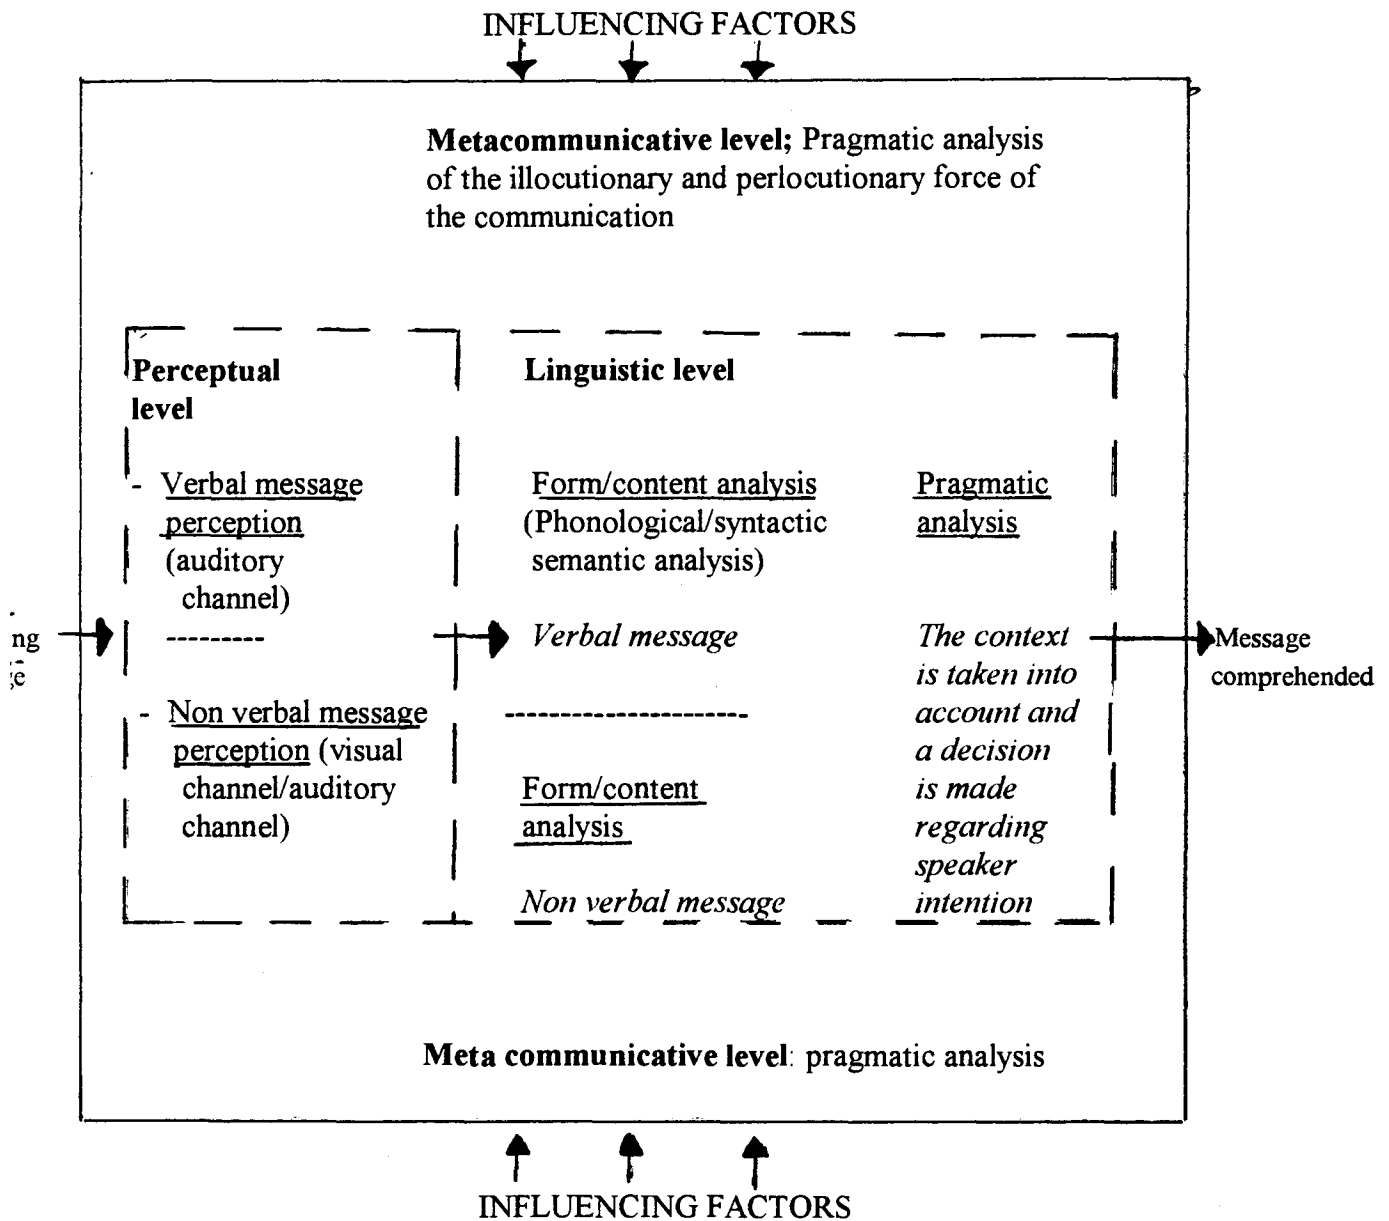 INFLUENCING FACTORS
Metacommunicative level; Pragmatic analysis
of the illocutionary and perlocutionary force of
the communication
Perceptual
level
- Verbal message
perception
(auditory
channel)
---------
- Non verbal message
perception (visual
channel/auditory
channel)
Linguistic level
Form/content analysis
(Phonological/syntactic
semantic analysis)
Verbal message
----------------------
Form/content
analysis
Non verbal message
Pragmatic
analysis
The context
is taken into
account and
a decision
is made
regarding
speaker
intention
Message
comprehended
Meta communicative level: pragmatic analysis
INFLUENCING FACTORS